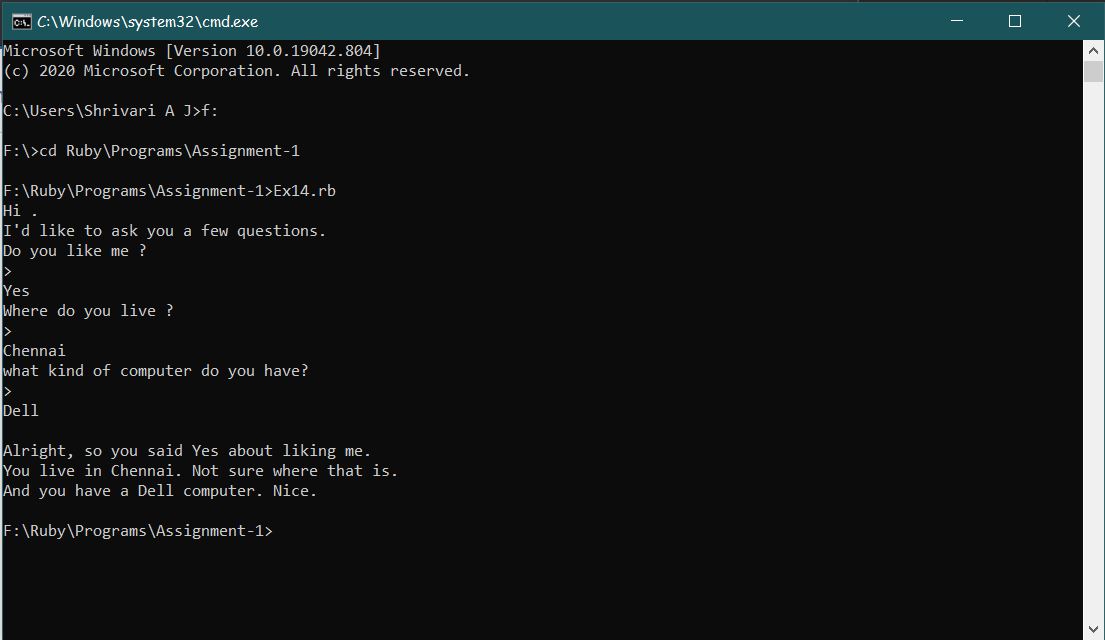 C:\Windows\system32\cmd.exe
Microsoft Windows [Version 10.0.19042.804]
(c) 2020 Microsoft Corporation. All rights reserved.
C:\Users\Shrivari A J>f:
F:\>cd Ruby\Programs\Assignment-1
F:\Ruby\Programs\Assignment-1>Ex14.rb
Hi .
I'd like to ask you a few questions.
Do you like me ?
>
Yes
Where do you live ?
>
Chennai
what kind of computer do you have?
>
Dell
Alright, so you said Yes about liking me.
You live in Chennai. Not sure where that is.
And you have a Dell computer. Nice.
F:\Ruby\Programs\Assignment-1>